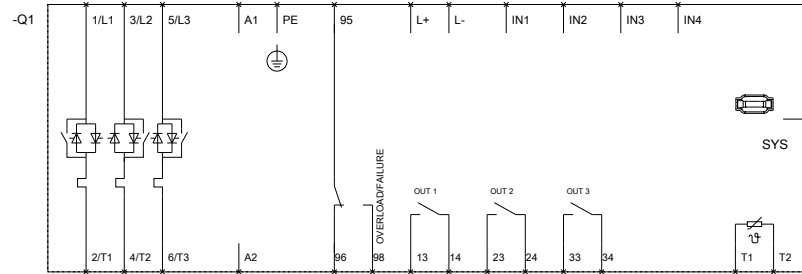 -Q1
1/L1 3/L2 5/L3 A1 PE 95 L+ L- IN1 IN2 IN3 IN4
SYS
OVERLOAD/FAILURE
OUT 1 OUT 2 OUT 3
ϑ
2/T1 4/T2 6/T3 A2 96 98 13 14 23 24 33 34 T1 T2